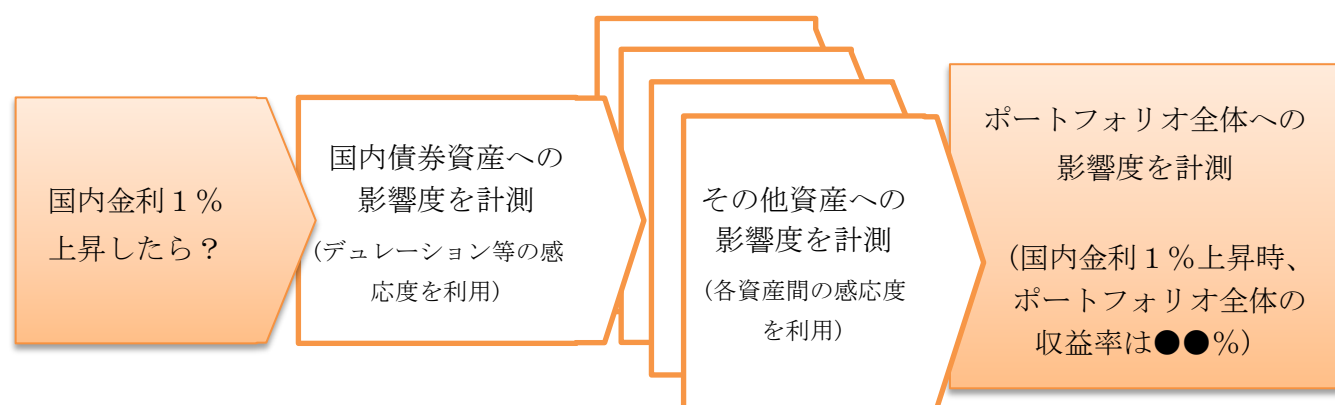 国内金利１％
上昇したら？
国内債券資産への
影響度を計測
(デュレーション等の感
応度を利用)
その他資産への
影響度を計測
(各資産間の感応度
を利用)
ポートフォリオ全体への
影響度を計測
(国内金利１％上昇時、
ポートフォリオ全体の
収益率は●●％)